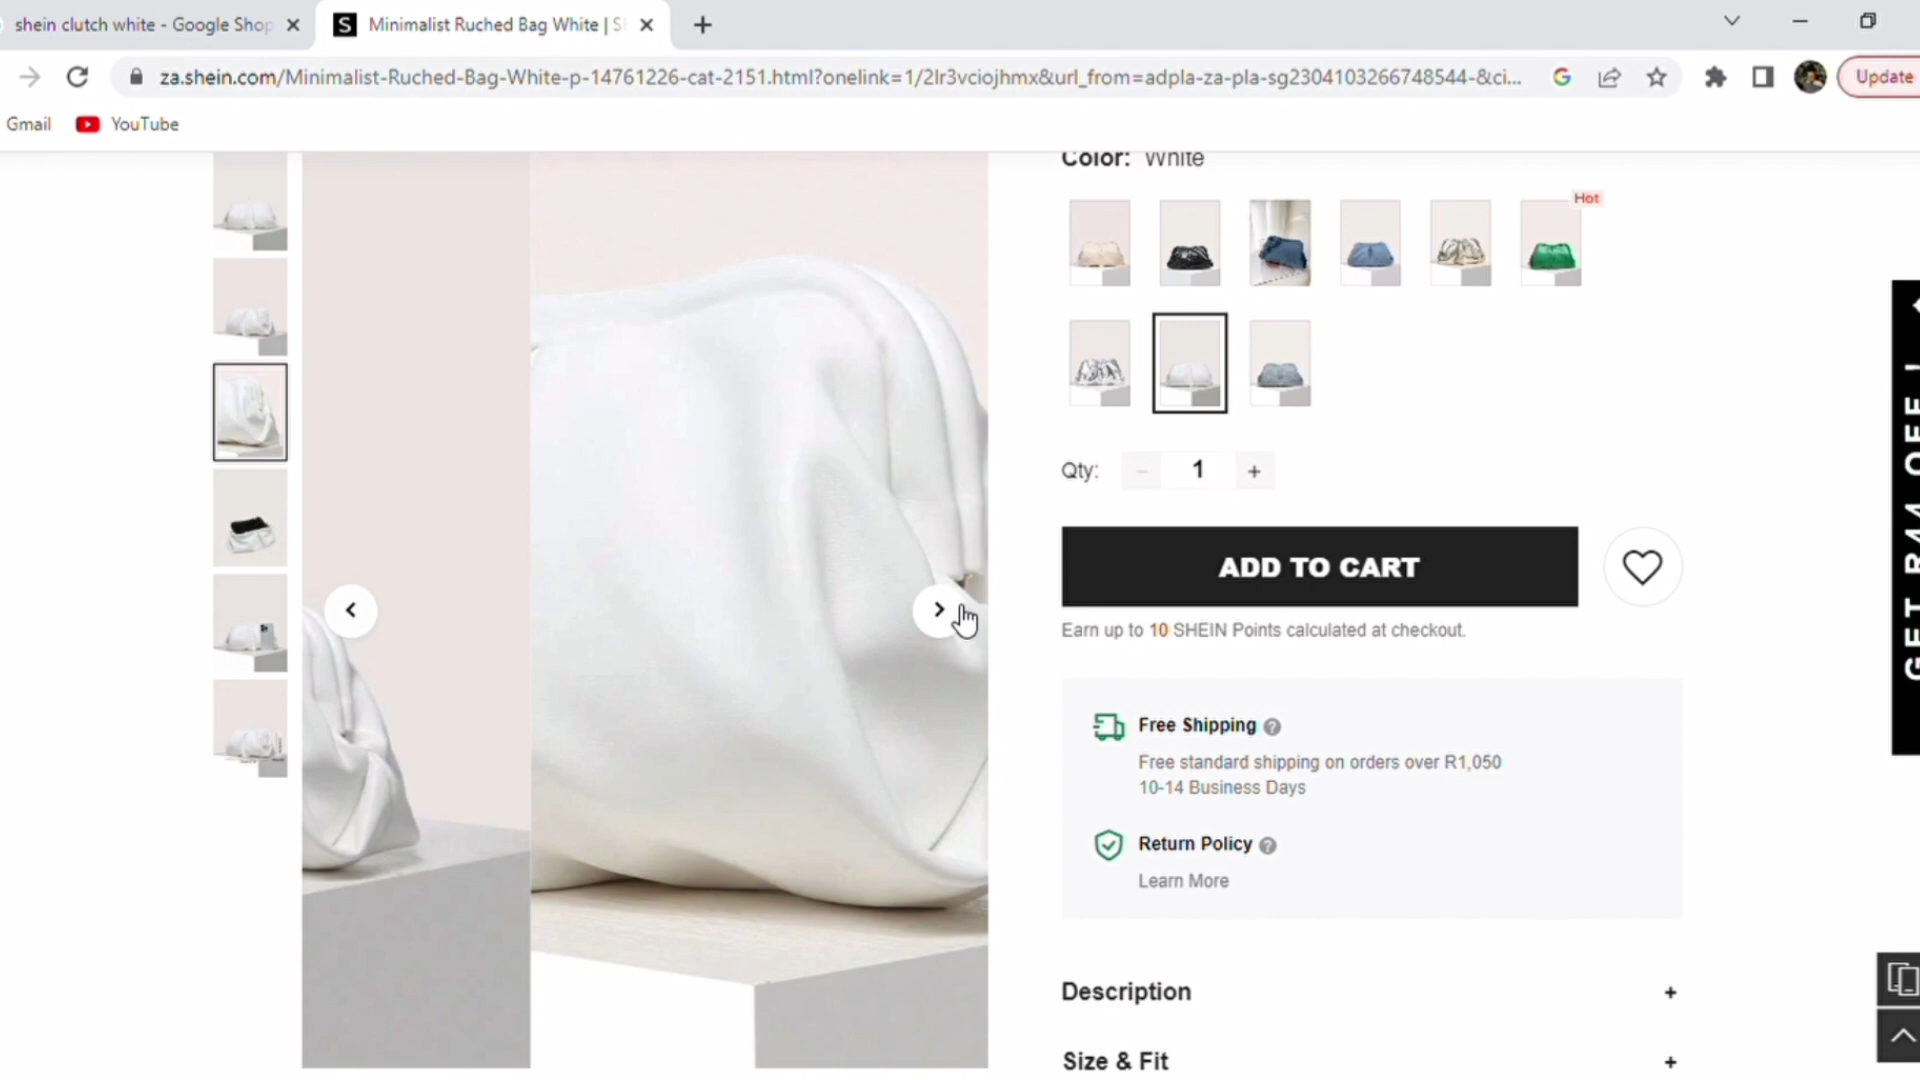 shein clutch white - Google Shop
S Minimalist Ruched Bag White | S
za.shein.com/Minimalist-Ruched-Bag-White-p-14761226-cat-2151.html?onelink=1/2lr3vciojhmx&url_from=adpla-za-pla-sg2304103266748544-&ci...
Update
Gmail
YouTube
Color: White
Hot
Qty: - 1 +
ADD TO CART
Earn up to 10 SHEIN Points calculated at checkout.
Free Shipping ?
Free standard shipping on orders over R1,050
10-14 Business Days
Return Policy ?
Learn More
Description +
Size & Fit +
GET R44 OFF !